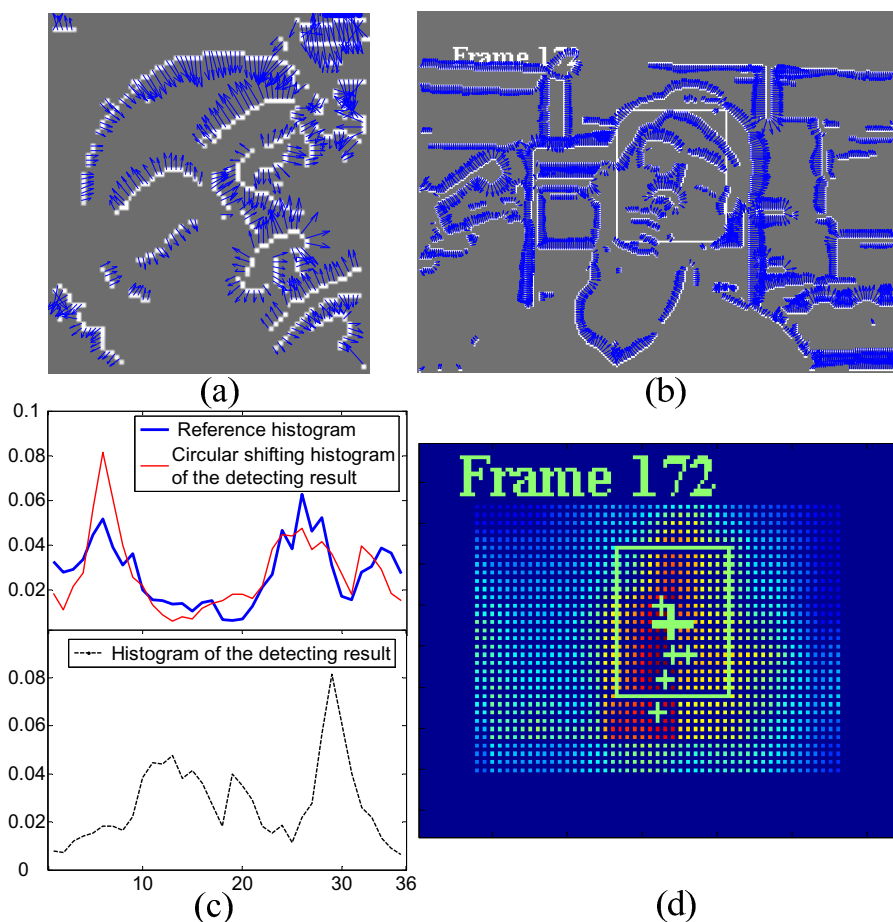 Frame 17
(a)
(b)
0.1
0.08
0.06
0.04
0.02
Reference histogram
Circular shifting histogram
of the detecting result
0.08
0.06
0.04
0.02
0
Histogram of the detecting result
10
20
30
36
(c)
Frame 172
(d)